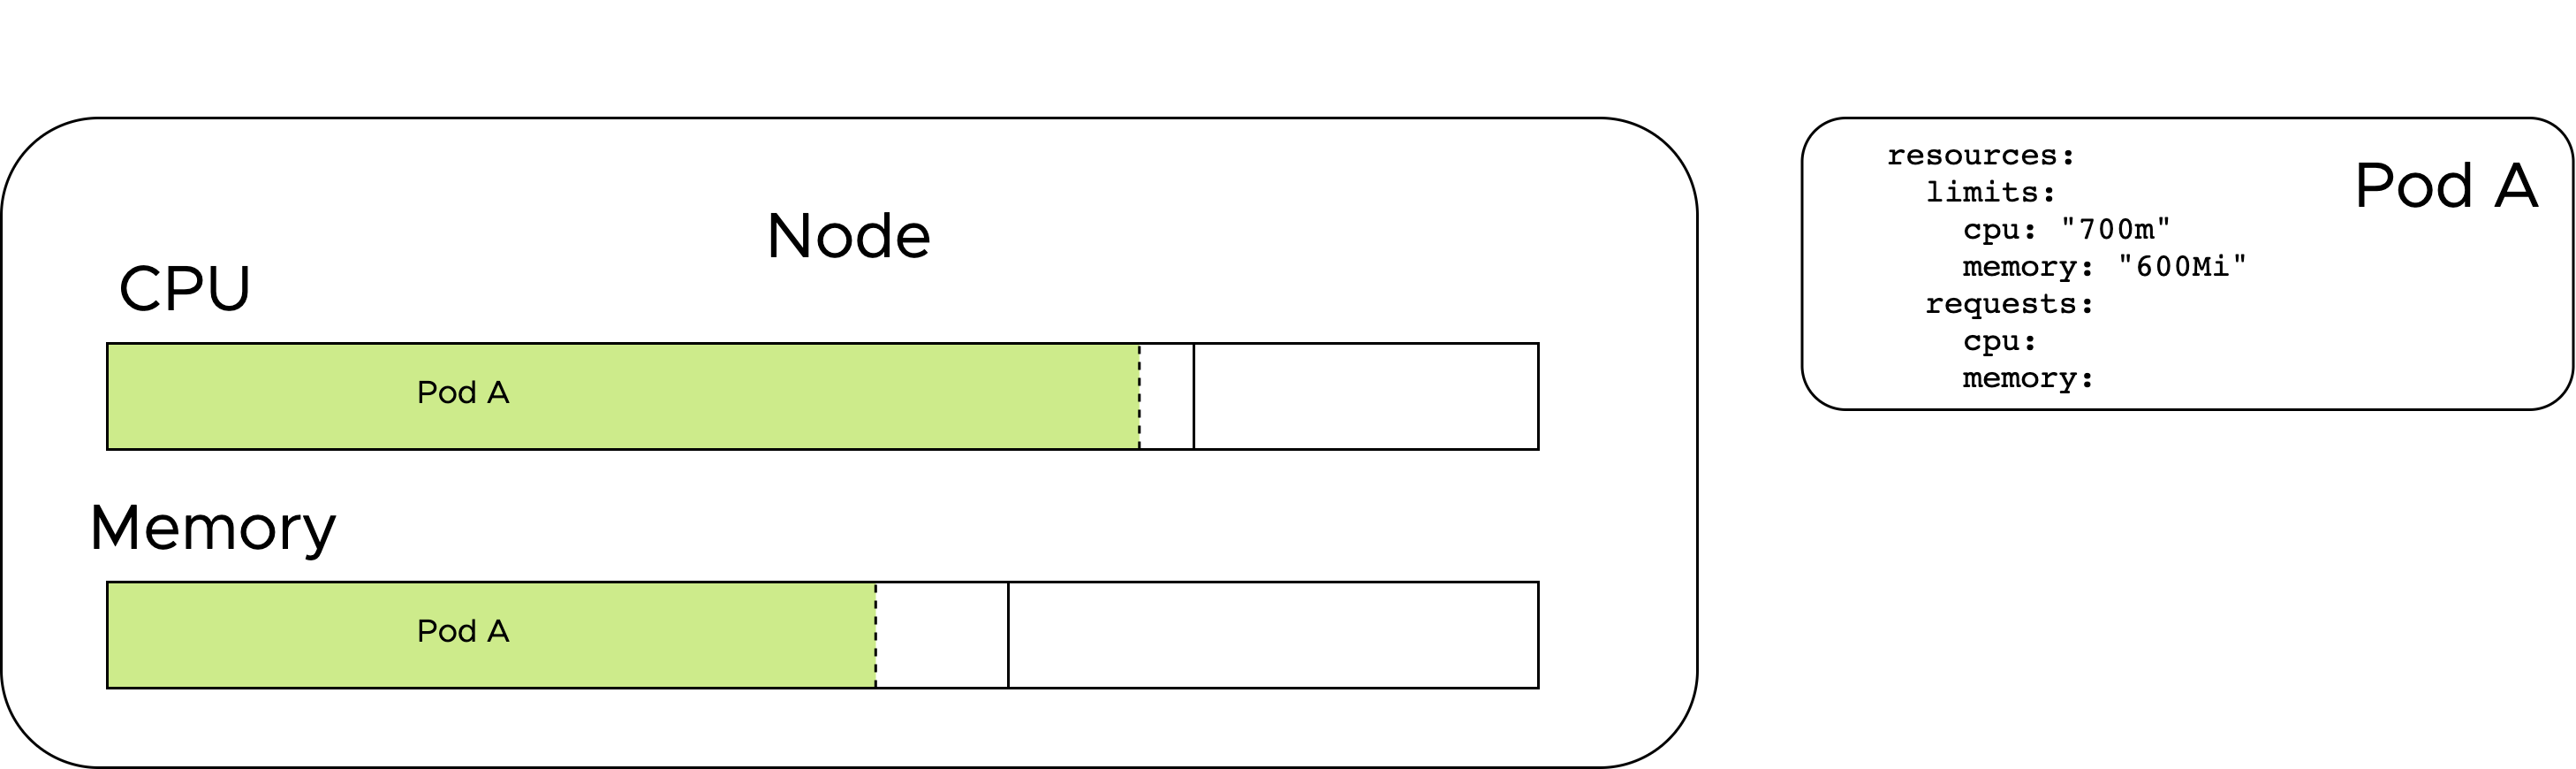 Node
CPU
Pod A
Memory
Pod A
resources:
limits:
cpu: "700m"
memory: "600Mi"
requests:
cpu:
memory:
Pod A